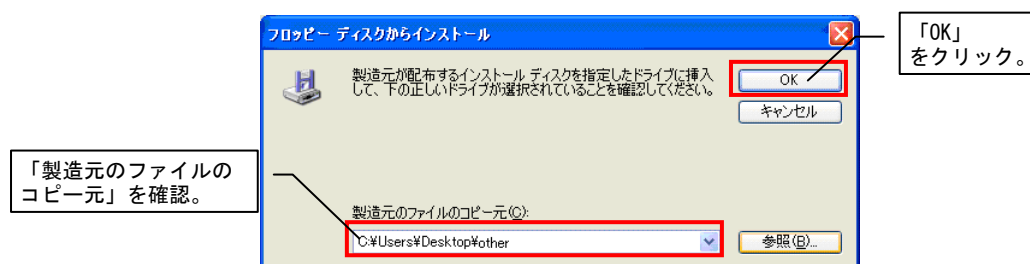 フロッピー ディスクからインストール
「OK」
をクリック。
製造元が配布するインストール ディスクを指定したドライブに挿入
して、下の正しいドライブが選択されていることを確認してください。
OK
キャンセル
「製造元のファイルの
コピー元」を確認。
製造元のファイルのコピー元(C):
C:¥Users¥Desktop¥other
参照(B)...